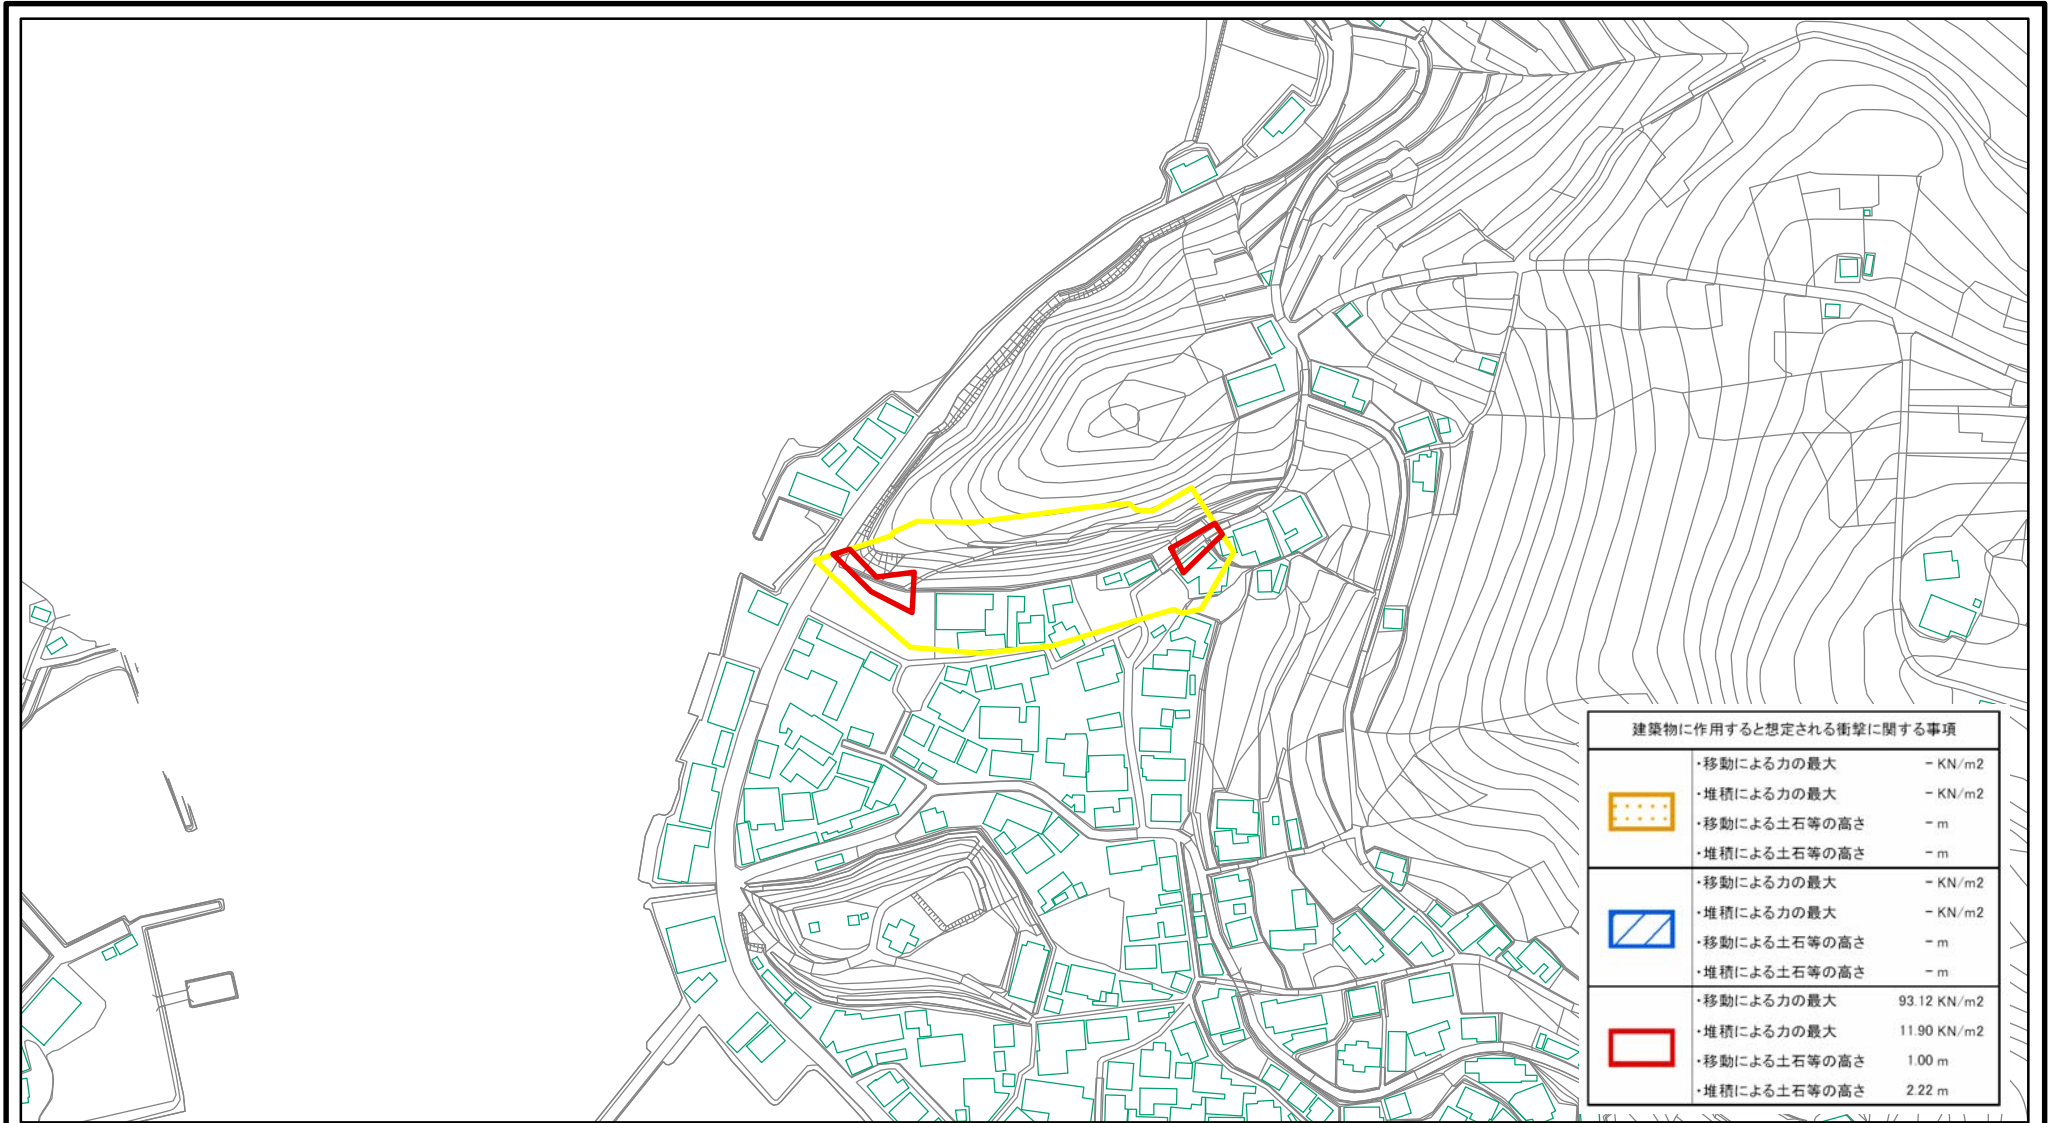 建築物に作用すると想定される衝撃に関する事項
・移動による力の最大 - KN/m2
・堆積による力の最大 - KN/m2
・移動による土石等の高さ - m
・堆積による土石等の高さ - m
・移動による力の最大 - KN/m2
・堆積による力の最大 - KN/m2
・移動による土石等の高さ - m
・堆積による土石等の高さ - m
・移動による力の最大 93.12 KN/m2
・堆積による力の最大 11.90 KN/m2
・移動による土石等の高さ 1.00 m
・堆積による土石等の高さ 2.22 m